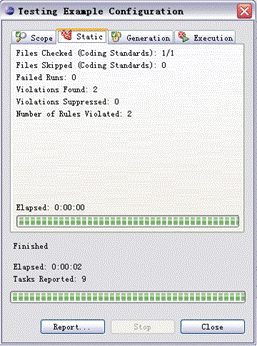 Testing Example Configuration
Scope Static Generation Execution
Files Checked (Coding Standards): 1/1
Files Skipped (Coding Standards): 0
Failed Runs: 0
Violations Found: 2
Violations Suppressed: 0
Number of Rules Violated: 2
Elapsed: 0:00:00
Finished
Elapsed: 0:00:02
Tasks Reported: 9
Report... Stop Close